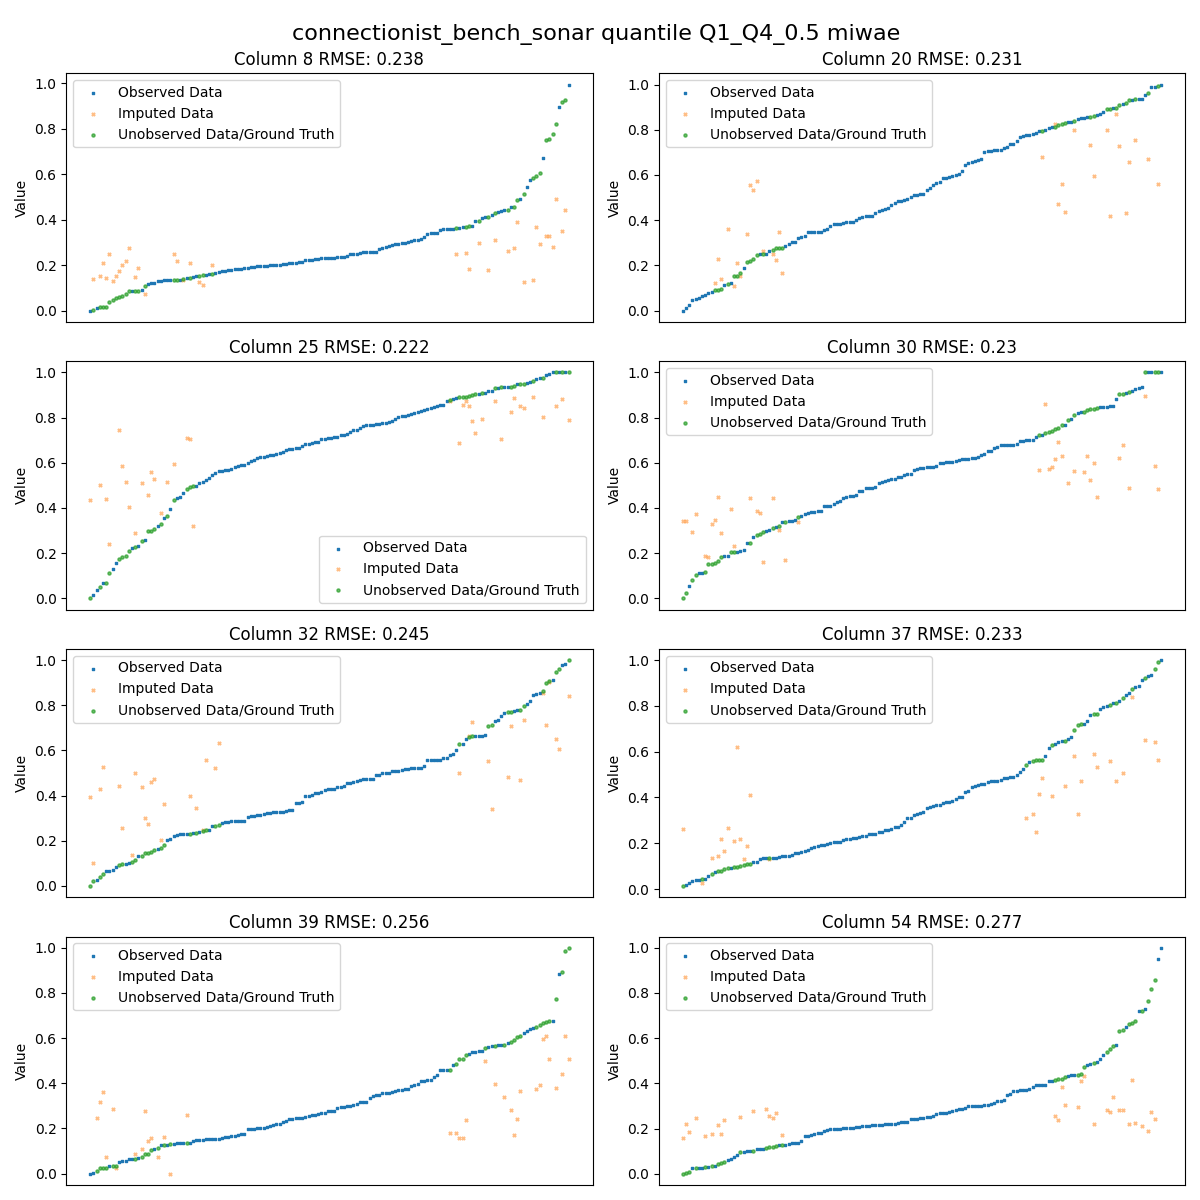 connectionist_bench_sonar quantile Q1_Q4_0.5 miwae
Column 8 RMSE: 0.238
1.0
0.8
0.6
0.4
0.2
0.0
Value
Observed Data
Imputed Data
Unobserved Data/Ground Truth
Column 20 RMSE: 0.231
1.0
0.8
0.6
0.4
0.2
0.0
Value
Observed Data
Imputed Data
Unobserved Data/Ground Truth
Column 25 RMSE: 0.222
1.0
0.8
0.6
0.4
0.2
0.0
Value
Observed Data
Imputed Data
Unobserved Data/Ground Truth
Column 30 RMSE: 0.23
1.0
0.8
0.6
0.4
0.2
0.0
Value
Observed Data
Imputed Data
Unobserved Data/Ground Truth
Column 32 RMSE: 0.245
1.0
0.8
0.6
0.4
0.2
0.0
Value
Observed Data
Imputed Data
Unobserved Data/Ground Truth
Column 37 RMSE: 0.233
1.0
0.8
0.6
0.4
0.2
0.0
Value
Observed Data
Imputed Data
Unobserved Data/Ground Truth
Column 39 RMSE: 0.256
1.0
0.8
0.6
0.4
0.2
0.0
Value
Observed Data
Imputed Data
Unobserved Data/Ground Truth
Column 54 RMSE: 0.277
1.0
0.8
0.6
0.4
0.2
0.0
Value
Observed Data
Imputed Data
Unobserved Data/Ground Truth